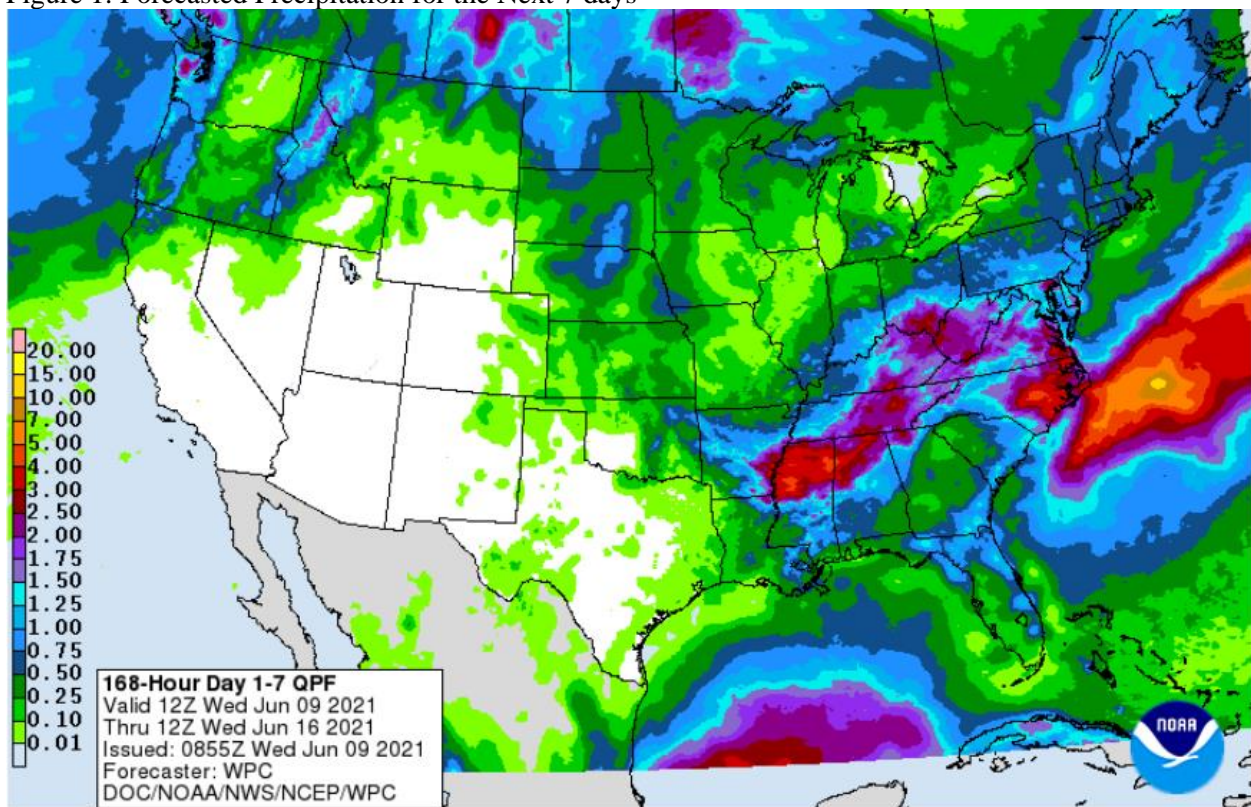 Figure 1: Forecasted Precipitation for the Next 7 days
20.00
15.00
10.00
7.00
5.00
4.00
3.00
2.50
2.00
1.75
1.50
1.25
1.00
0.75
0.50
0.25
0.10
0.01
168-Hour Day 1-7 QPF
Valid 12Z Wed Jun 09 2021
Thru 12Z Wed Jun 16 2021
Issued: 0855Z Wed Jun 09 2021
Forecaster: WPC
DOC/NOAA/NWS/NCEP/WPC
NOAA